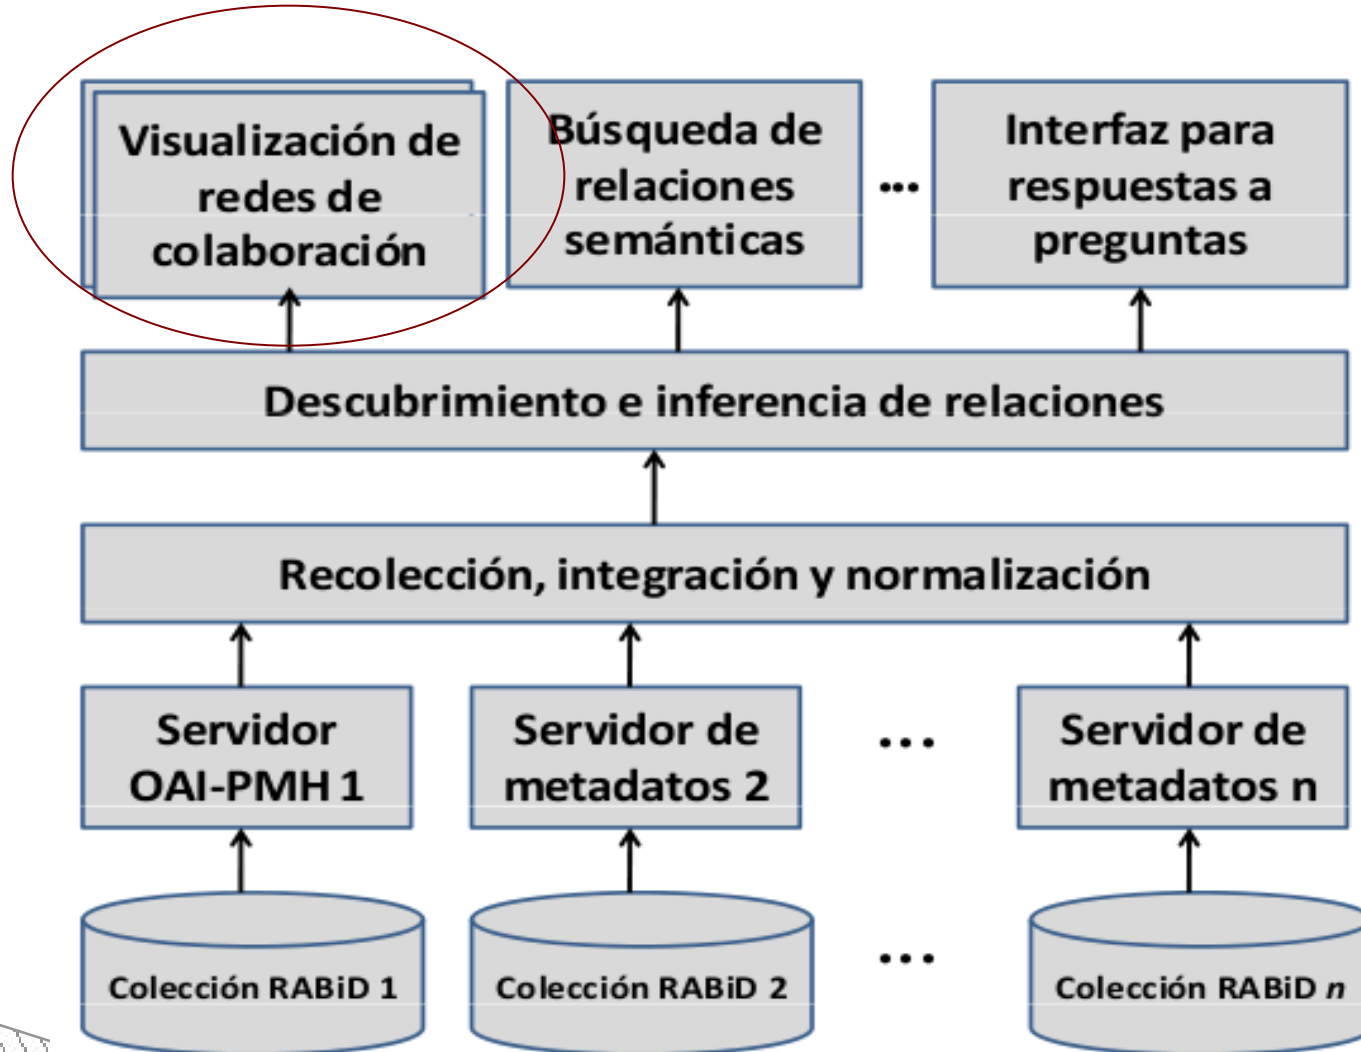 Visualización de
redes de
colaboración
Búsqueda de
relaciones
semánticas
...
Interfaz para
respuestas a
preguntas
Descubrimiento e inferencia de relaciones
Recolección, integración y normalización
Servidor
OAI-PMH 1
Servidor de
metadatos 2
...
Servidor de
metadatos n
Colección RABiD 1
Colección RABiD 2
...
Colección RABiD n